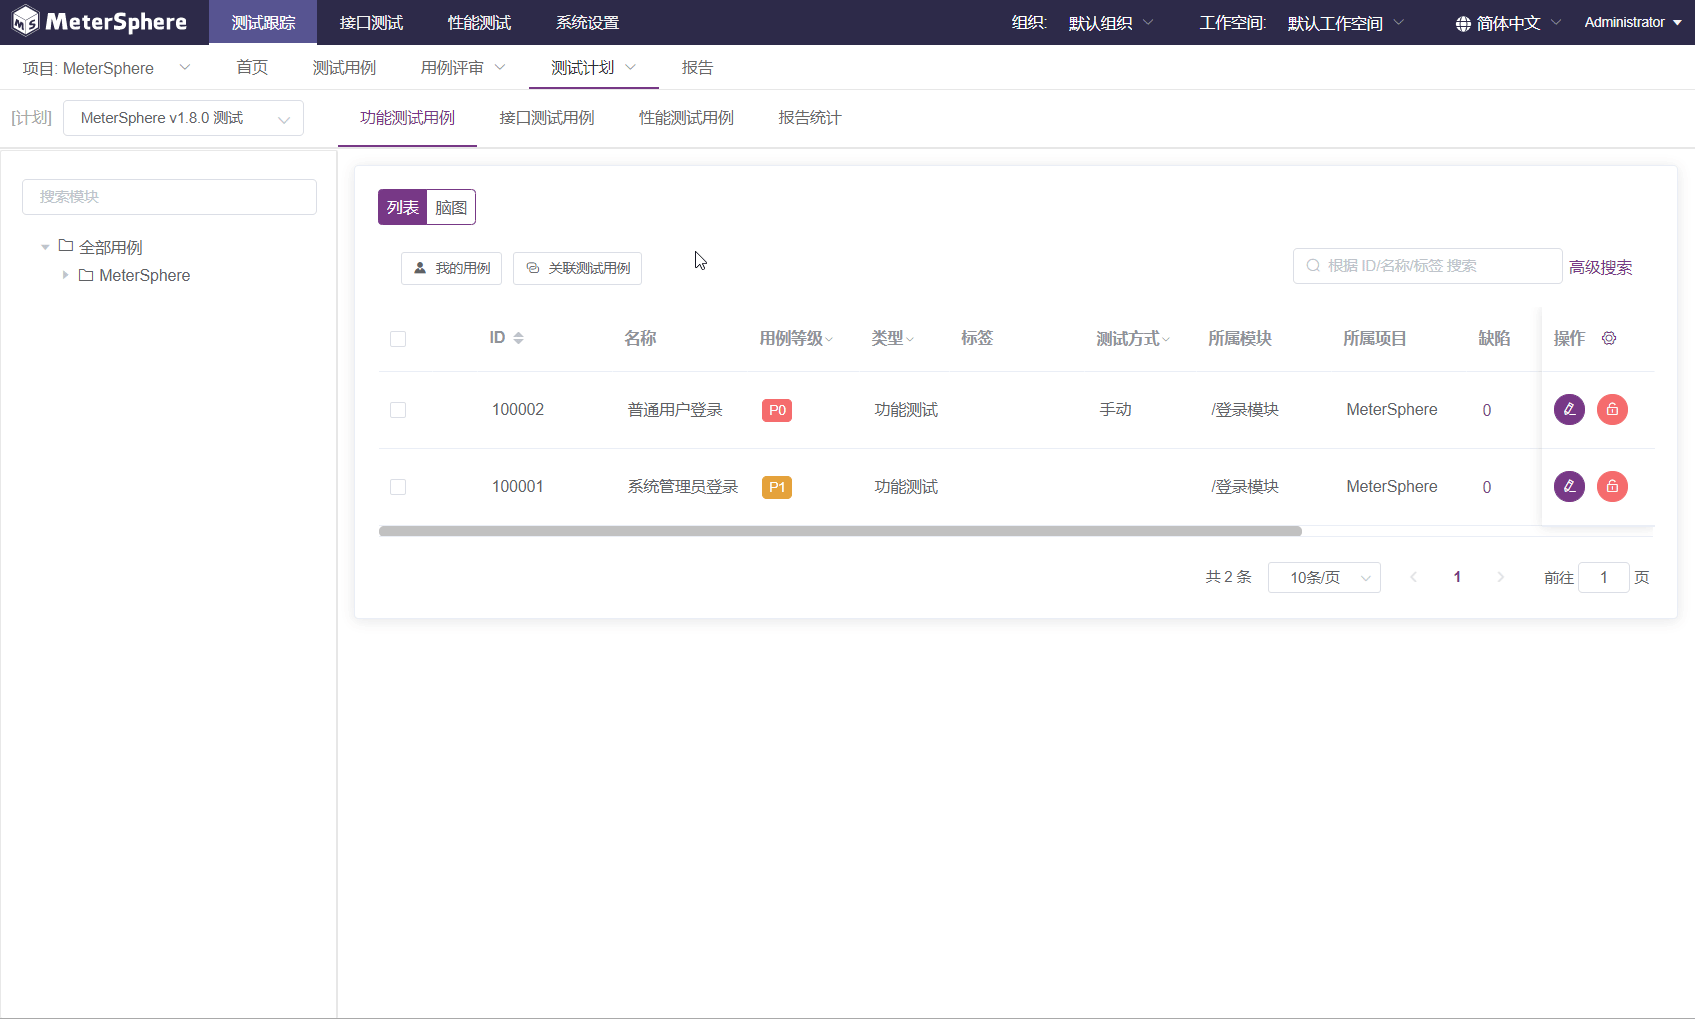 MeterSphere 测试跟踪 接口测试 性能测试 系统设置 组织: 默认组织 工作空间: 默认工作空间 简体中文 Administrator
项目: MeterSphere 首页 测试用例 用例评审 测试计划 报告
[计划] MeterSphere v1.8.0 测试 功能测试用例 接口测试用例 性能测试用例 报告统计
搜索模块
全部用例
MeterSphere
列表 脑图
我的用例 关联测试用例 根据 ID/名称/标签 搜索 高级搜索
ID 名称 用例等级 类型 标签 测试方式 所属模块 所属项目 缺陷 操作
100002 普通用户登录 P0 功能测试 手动 /登录模块 MeterSphere 0
100001 系统管理员登录 P1 功能测试 /登录模块 MeterSphere 0
共 2 条 10条/页 1 前往 1 页